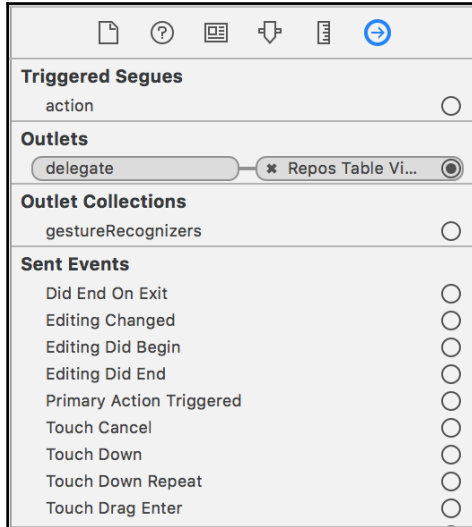 Triggered Segues
action
Outlets
delegate Repos Table Vi...
Outlet Collections
gestureRecognizers
Sent Events
Did End On Exit
Editing Changed
Editing Did Begin
Editing Did End
Primary Action Triggered
Touch Cancel
Touch Down
Touch Down Repeat
Touch Drag Enter